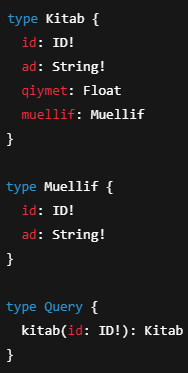 type Kitab {
  id: ID!
  ad: String!
  qiymet: Float
  muellif: Muellif
}

type Muellif {
  id: ID!
  ad: String!
}

type Query {
  kitab(id: ID!): Kitab
}